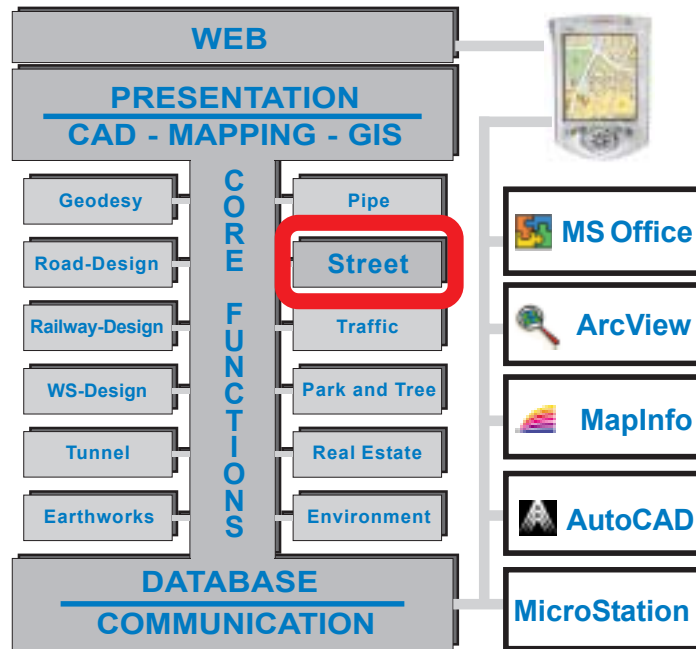 WEB
PRESENTATION
CAD - MAPPING - GIS
CORE FUNCTIONS
Geodesy
Road-Design
Railway-Design
WS-Design
Tunnel
Earthworks
Pipe
Street
Traffic
Park and Tree
Real Estate
Environment
DATABASE
COMMUNICATION
MS Office
ArcView
MapInfo
AutoCAD
MicroStation